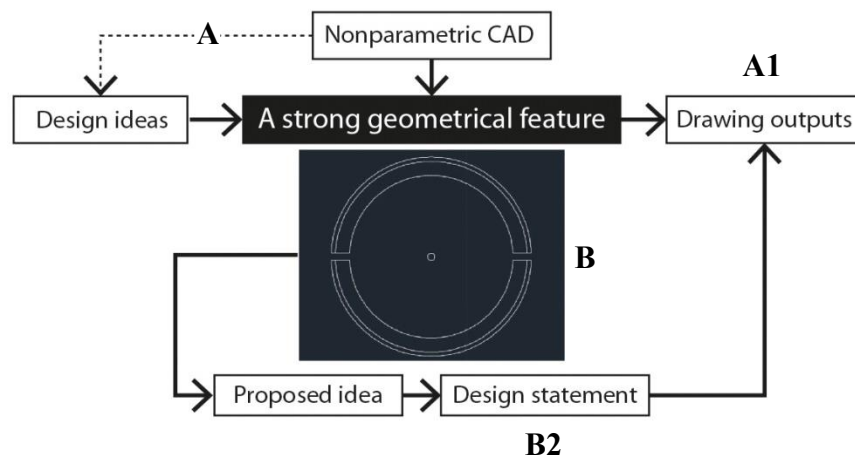 A
Nonparametric CAD
A1
Design ideas
A strong geometrical feature
Drawing outputs
B
Proposed idea
Design statement
B2